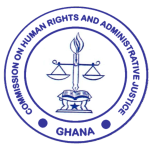 COMMISSION ON HUMAN RIGHTS AND ADMINISTRATIVE JUSTICE
GHANA